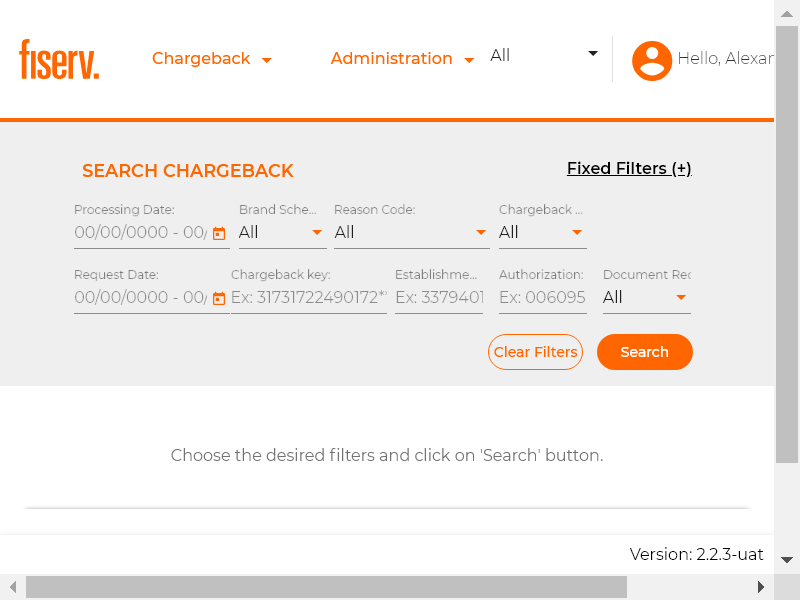 fiserv.
Chargeback
Administration
All
Hello, Alexan
SEARCH CHARGEBACK
Fixed Filters (+)
Processing Date:
Brand Sche...
Reason Code:
Chargeback ...
00/00/0000 - 00/
All
All
All
Request Date:
Chargeback key:
Establishme...
Authorization:
Document Rec
00/00/0000 - 00/
Ex: 31731722490172*
Ex: 3379401
Ex: 006095
All
Clear Filters
Search
Choose the desired filters and click on 'Search' button.
Version: 2.2.3-uat